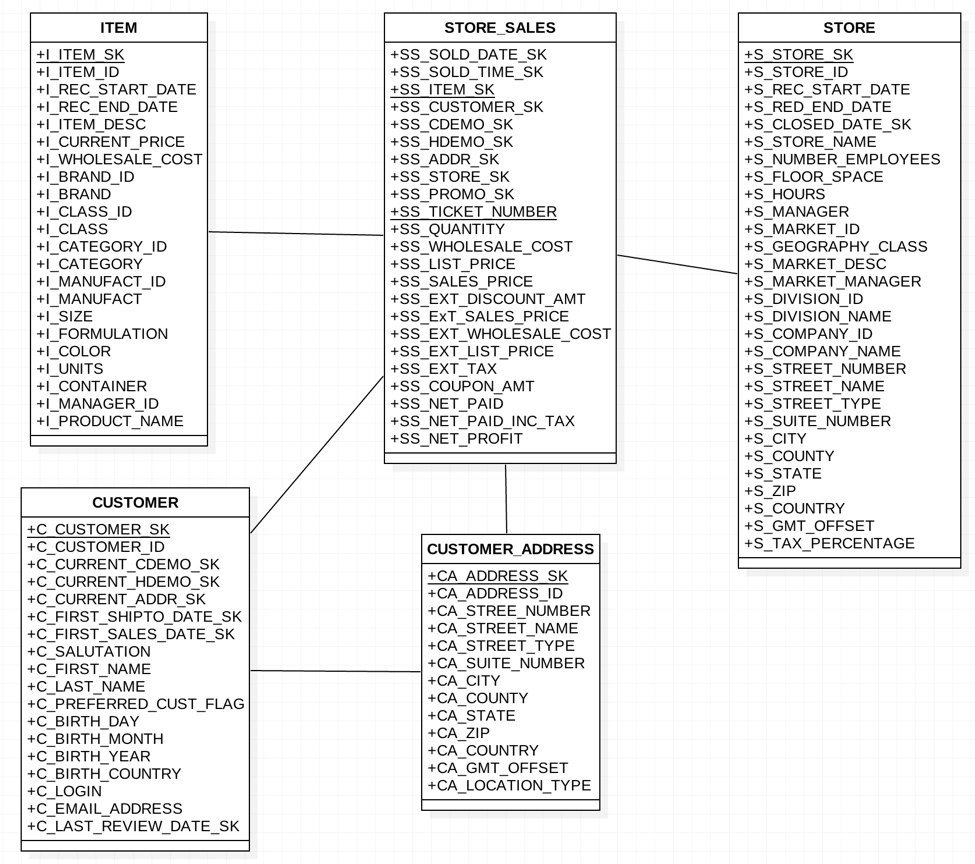 ITEM
+I_ITEM_SK
+I_ITEM_ID
+I_REC_START_DATE
+I_REC_END_DATE
+I_ITEM_DESC
+I_CURRENT_PRICE
+I_WHOLESALE_COST
+I_BRAND_ID
+I_BRAND
+I_CLASS_ID
+I_CLASS
+I_CATEGORY_ID
+I_CATEGORY
+I_MANUFACT_ID
+I_MANUFACT
+I_SIZE
+I_FORMULATION
+I_COLOR
+I_UNITS
+I_CONTAINER
+I_MANAGER_ID
+I_PRODUCT_NAME
STORE_SALES
+SS_SOLD_DATE_SK
+SS_SOLD_TIME_SK
+SS_ITEM_SK
+SS_CUSTOMER_SK
+SS_CDEMO_SK
+SS_HDEMO_SK
+SS_ADDR_SK
+SS_STORE_SK
+SS_PROMO_SK
+SS_TICKET_NUMBER
+SS_QUANTITY
+SS_WHOLESALE_COST
+SS_LIST_PRICE
+SS_SALES_PRICE
+SS_EXT_DISCOUNT_AMT
+SS_ExT_SALES_PRICE
+SS_EXT_WHOLESALE_COST
+SS_EXT_LIST_PRICE
+SS_EXT_TAX
+SS_COUPON_AMT
+SS_NET_PAID
+SS_NET_PAID_INC_TAX
+SS_NET_PROFIT
STORE
+S_STORE_SK
+S_STORE_ID
+S_REC_START_DATE
+S_RED_END_DATE
+S_CLOSED_DATE_SK
+S_STORE_NAME
+S_NUMBER_EMPLOYEES
+S_FLOOR_SPACE
+S_HOURS
+S_MANAGER
+S_MARKET_ID
+S_GEOGRAPHY_CLASS
+S_MARKET_DESC
+S_MARKET_MANAGER
+S_DIVISION_ID
+S_DIVISION_NAME
+S_COMPANY_ID
+S_COMPANY_NAME
+S_STREET_NUMBER
+S_STREET_NAME
+S_STREET_TYPE
+S_SUITE_NUMBER
+S_CITY
+S_COUNTY
+S_STATE
+S_ZIP
+S_COUNTRY
+S_GMT_OFFSET
+S_TAX_PERCENTAGE
CUSTOMER
+C_CUSTOMER_SK
+C_CUSTOMER_ID
+C_CURRENT_CDEMO_SK
+C_CURRENT_HDEMO_SK
+C_CURRENT_ADDR_SK
+C_FIRST_SHIPTO_DATE_SK
+C_FIRST_SALES_DATE_SK
+C_SALUTATION
+C_FIRST_NAME
+C_LAST_NAME
+C_PREFERRED_CUST_FLAG
+C_BIRTH_DAY
+C_BIRTH_MONTH
+C_BIRTH_YEAR
+C_BIRTH_COUNTRY
+C_LOGIN
+C_EMAIL_ADDRESS
+C_LAST_REVIEW_DATE_SK
CUSTOMER_ADDRESS
+CA_ADDRESS_SK
+CA_ADDRESS_ID
+CA_STREE_NUMBER
+CA_STREET_NAME
+CA_STREET_TYPE
+CA_SUITE_NUMBER
+CA_CITY
+CA_COUNTY
+CA_STATE
+CA_ZIP
+CA_COUNTRY
+CA_GMT_OFFSET
+CA_LOCATION_TYPE